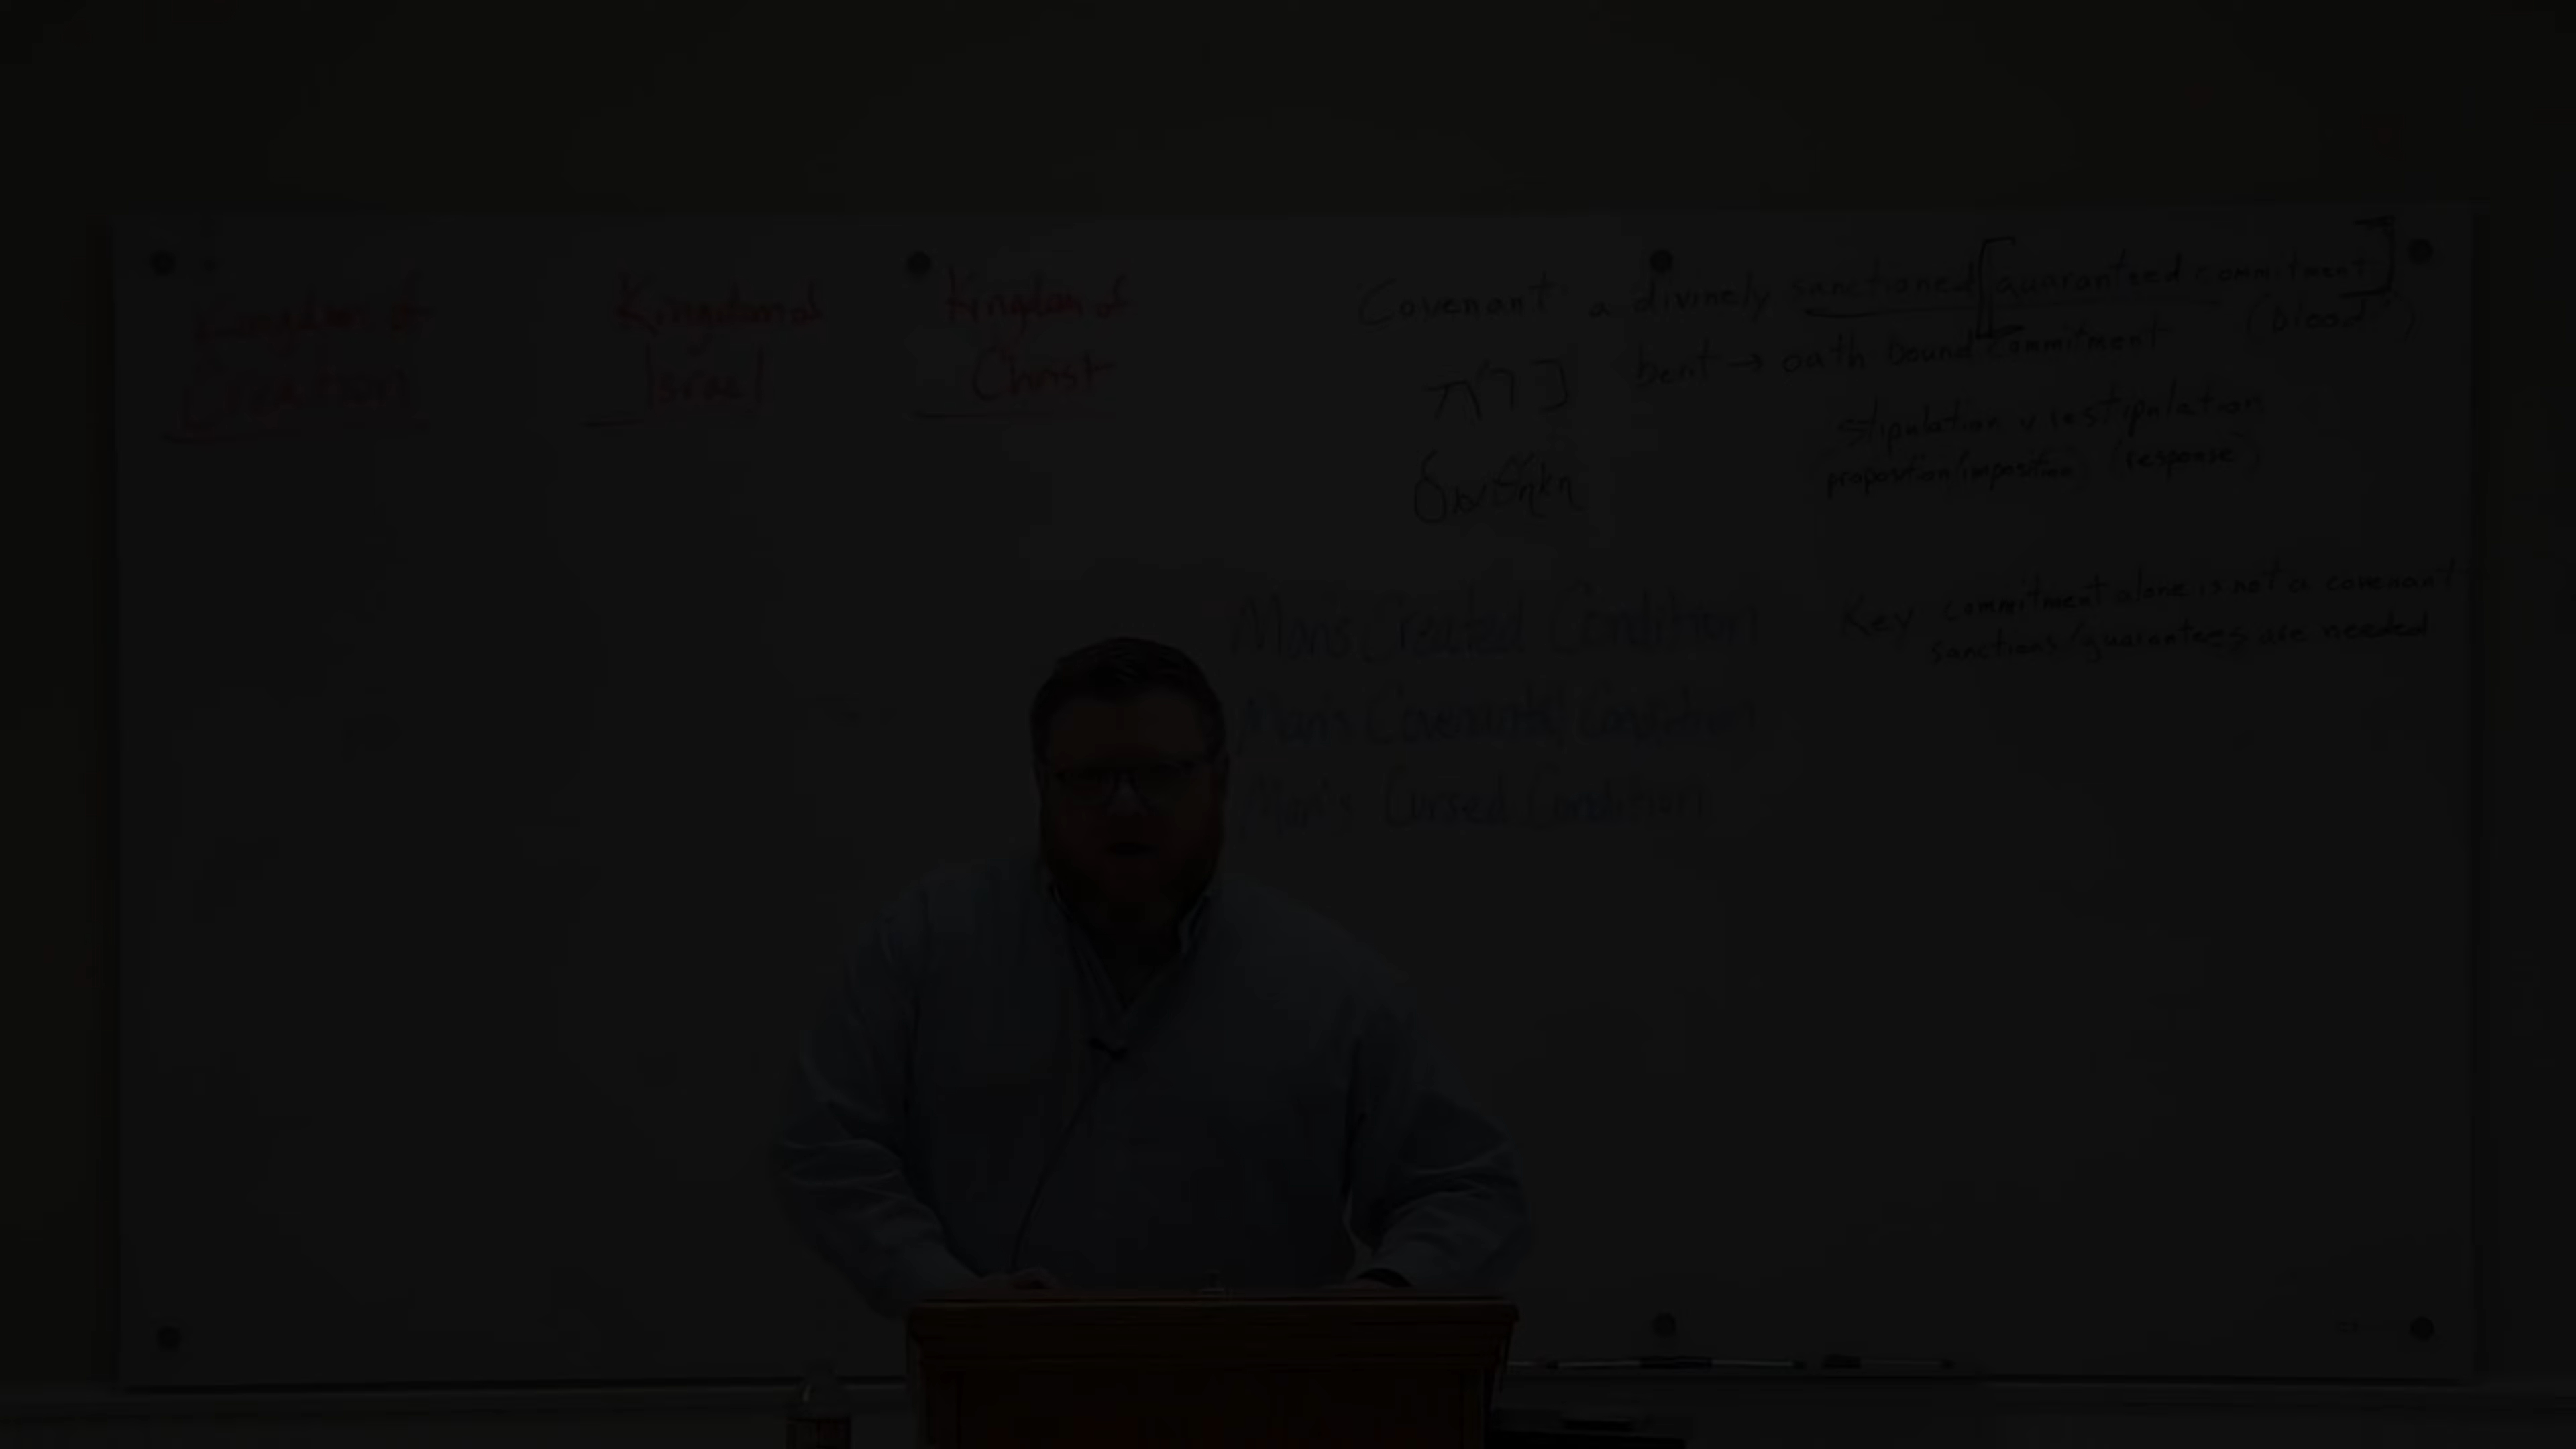 Kingdom of
Creation
Kingdom of
Israel
Kingdom of
Christ
Covenant a divinely sanctioned [guaranteed commitment]
(blood)
berit → oath bound commitment
ברית
διαθηκη
stipulation v restipulation
proposition/imposition (response)
Man's Created Condition
Man's Covenantal Condition
Man's Cursed Condition
Key commitment alone is not a covenant
sanctions/guarantees are needed